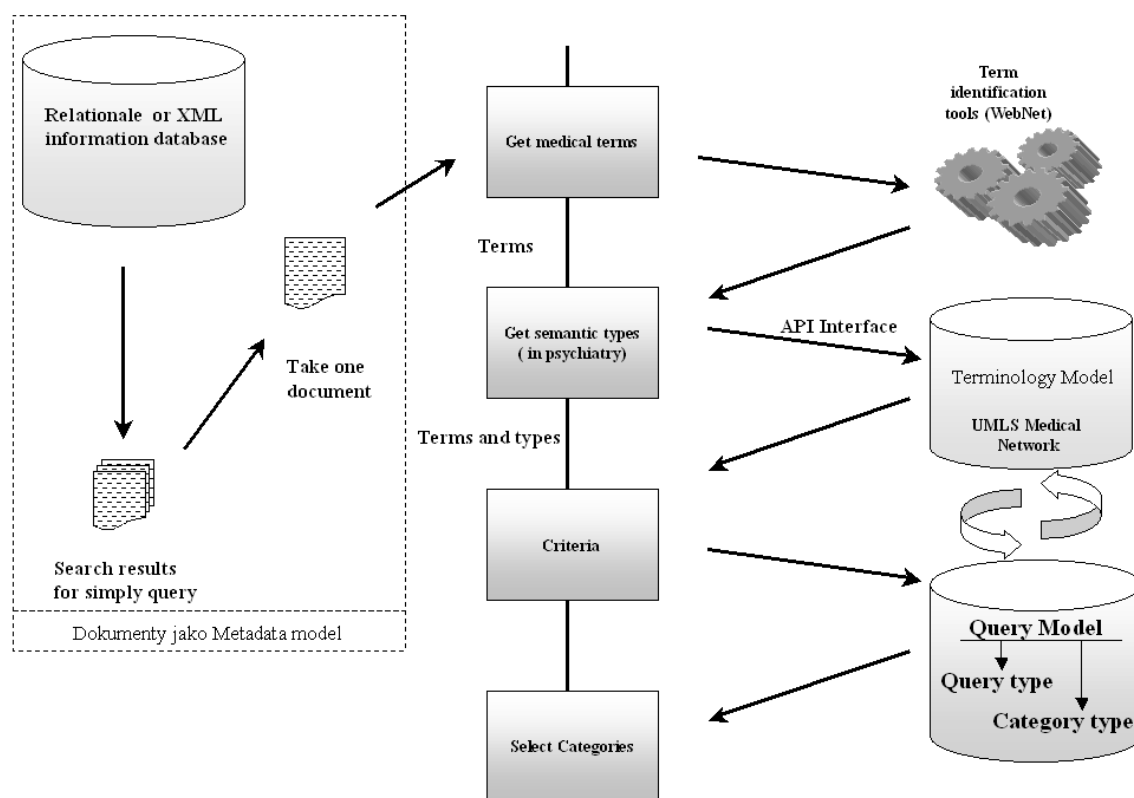 Relationale or XML
information database
Take one
document
Search results
for simply query
Dokumenty jako Metadata model
Get medical terms
Terms
Get semantic types
( in psychiatry)
Terms and types
Criteria
Select Categories
Term
identification
tools (WebNet)
API Interface
Terminology Model
UMLS Medical
Network
Query Model
Query type
Category type